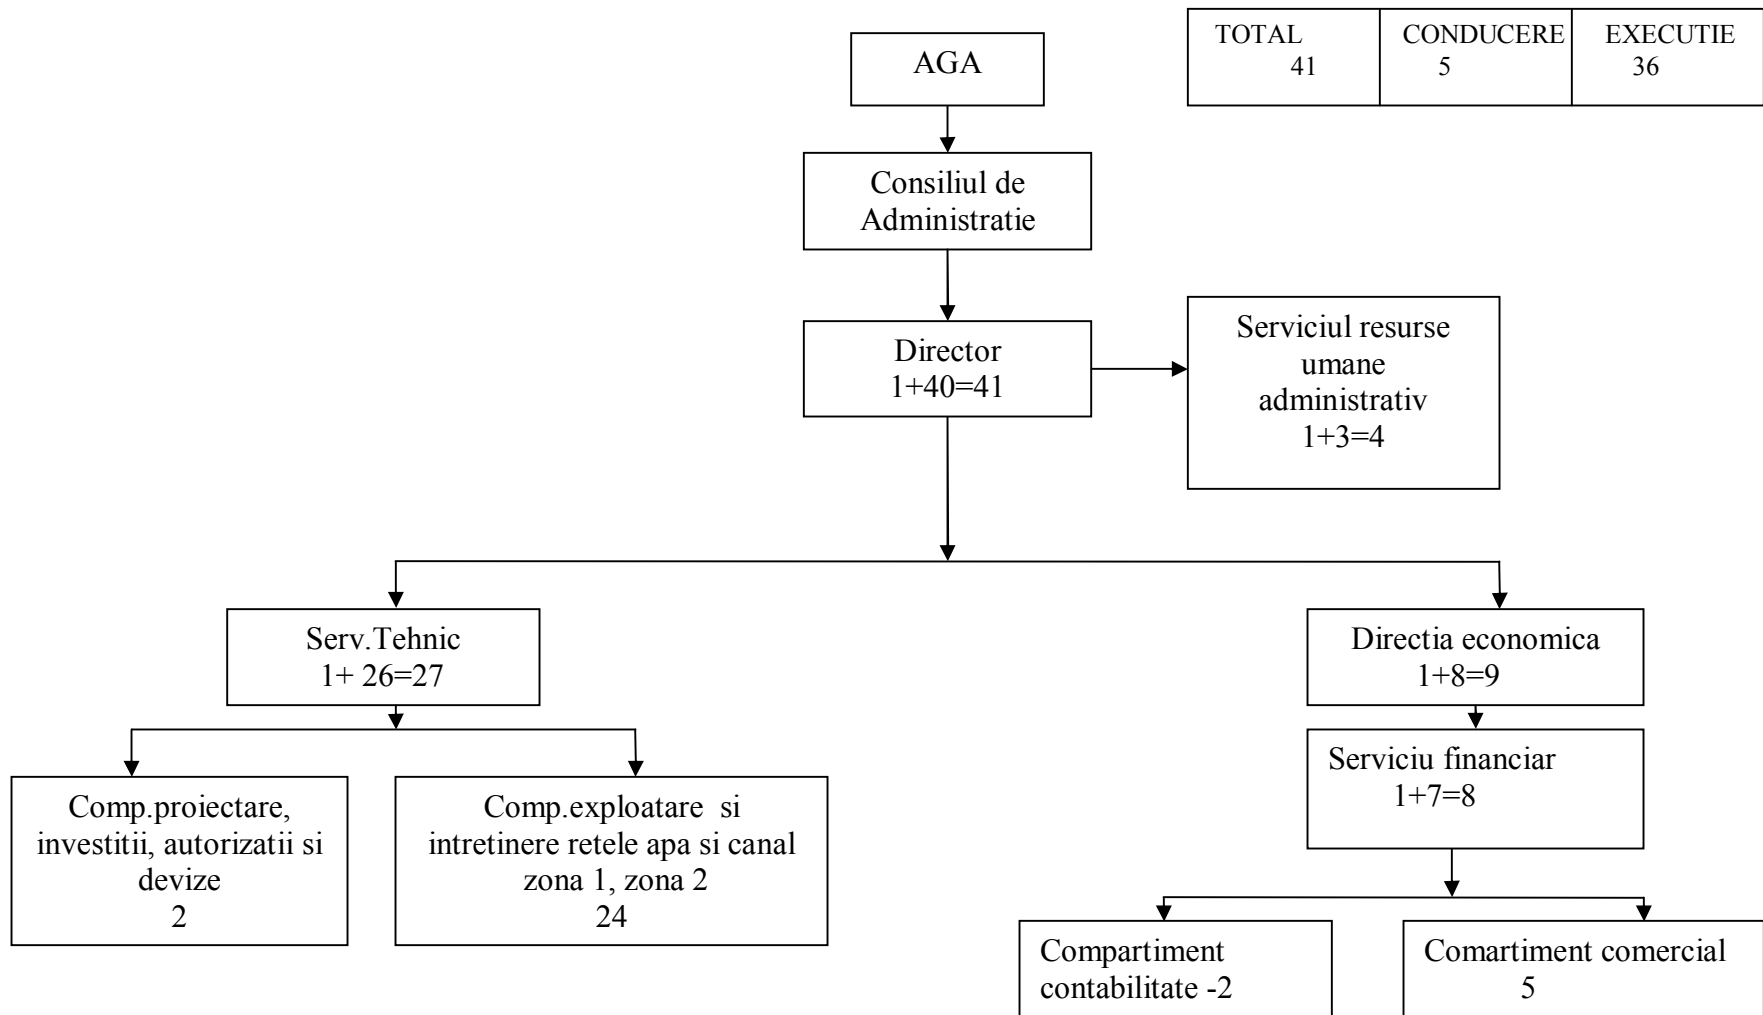 TOTAL
41
CONDUCERE
5
EXECUTIE
36
AGA
Consiliul de
Administratie
Director
1+40=41
Serviciul resurse
umane
administrativ
1+3=4
Serv.Tehnic
1+ 26=27
Directia economica
1+8=9
Serviciu financiar
1+7=8
Comp.proiectare,
investitii, autorizatii si
devize
2
Comp.exploatare si
intretinere retele apa si canal
zona 1, zona 2
24
Compartiment
contabilitate -2
Comartiment comercial
5